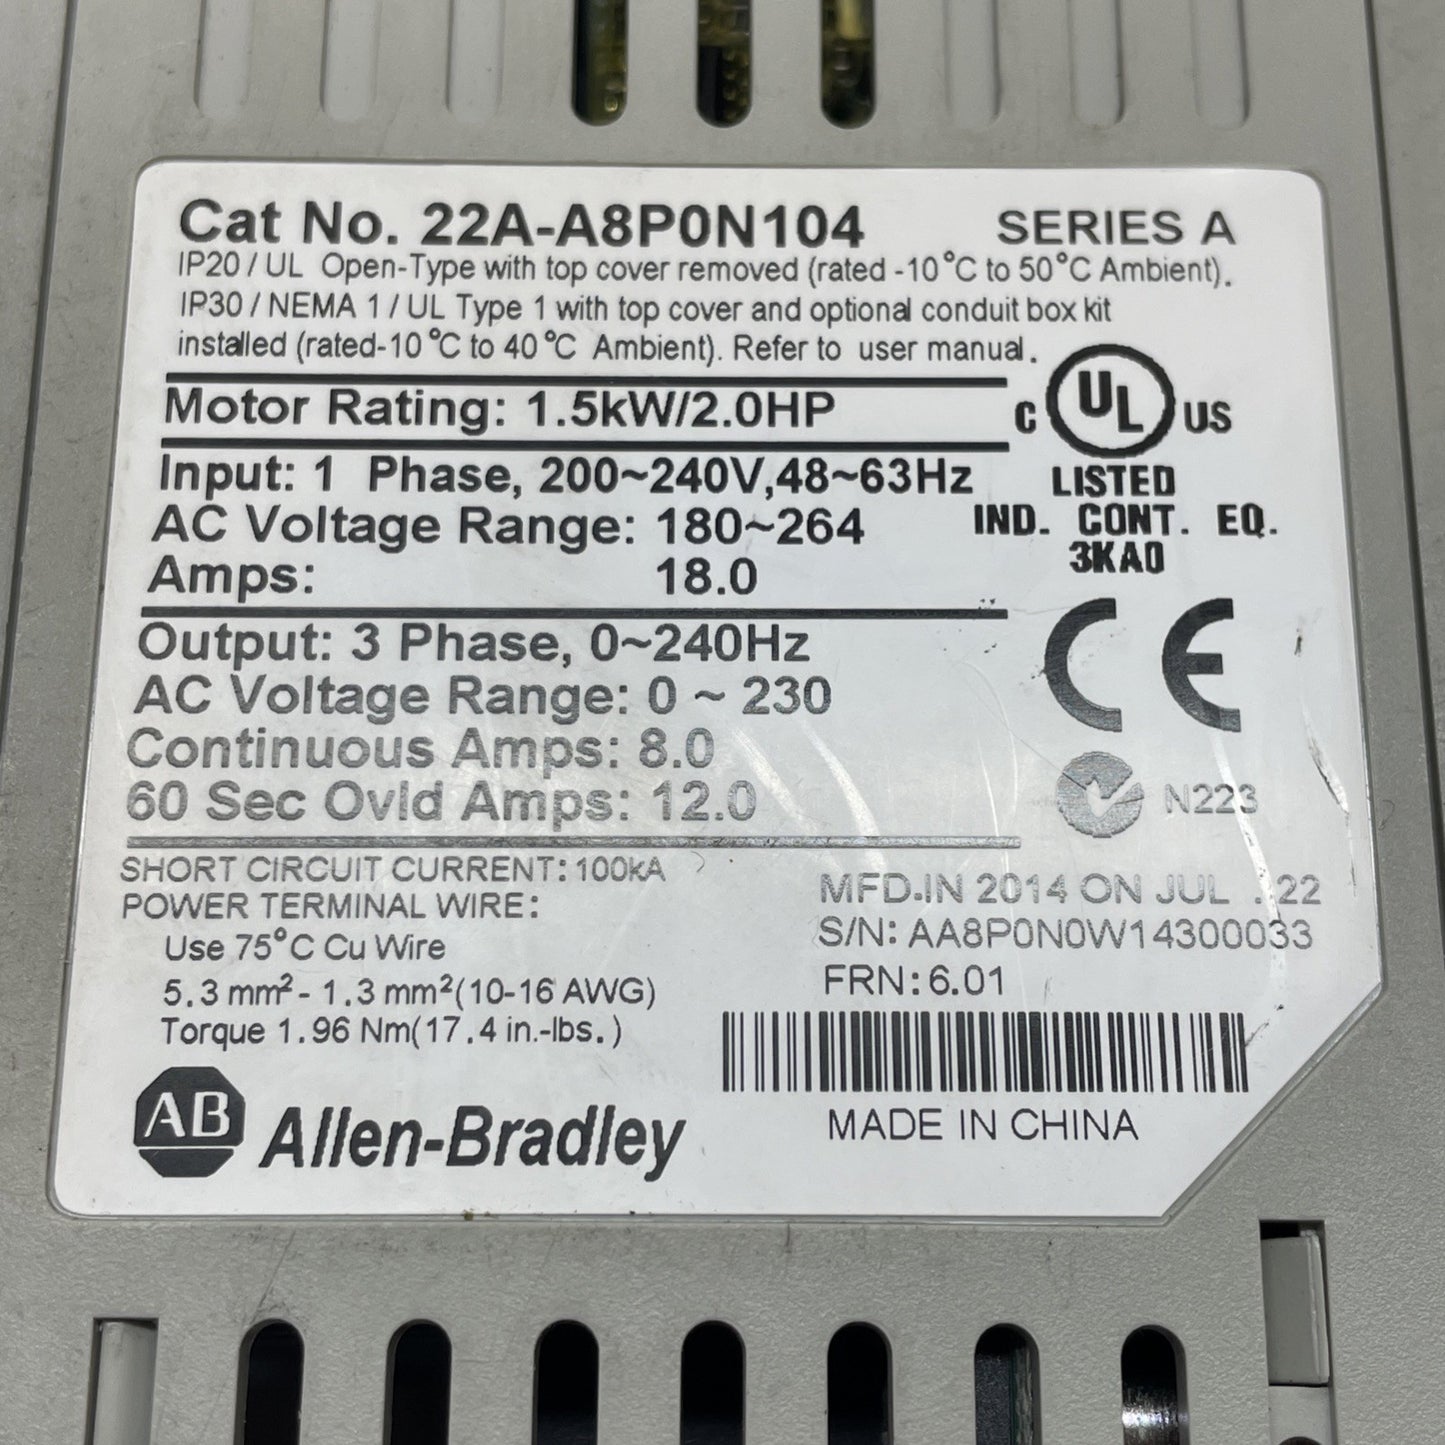 Cat No. 22A-A8P0N104 SERIES A
IP20 / UL Open-Type with top cover removed (rated -10°C to 50°C Ambient).
IP30 / NEMA 1 / UL Type 1 with top cover and optional conduit box kit
installed (rated-10°C to 40°C Ambient). Refer to user manual.
Motor Rating: 1.5kW/2.0HP
C UL US
Input: 1 Phase, 200~240V,48~63Hz
LISTED
AC Voltage Range: 180~264
IND. CONT. EQ.
3KA0
Amps: 18.0
Output: 3 Phase, 0~240Hz
CE
AC Voltage Range: 0 ~ 230
Continuous Amps: 8.0
60 Sec Ovld Amps: 12.0
N223
SHORT CIRCUIT CURRENT: 100kA
POWER TERMINAL WIRE:
Use 75°C Cu Wire
5.3 mm² - 1.3 mm²(10-16 AWG)
Torque 1.96 Nm(17.4 in.-lbs.)
MFD.IN 2014 ON JUL .22
S/N: AA8P0N0W14300033
FRN: 6.01
MADE IN CHINA
AB Allen-Bradley